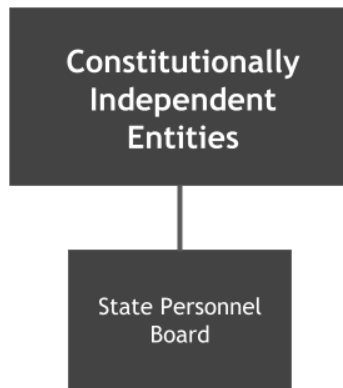 Constitutionally
Independent
Entities
State Personnel
Board